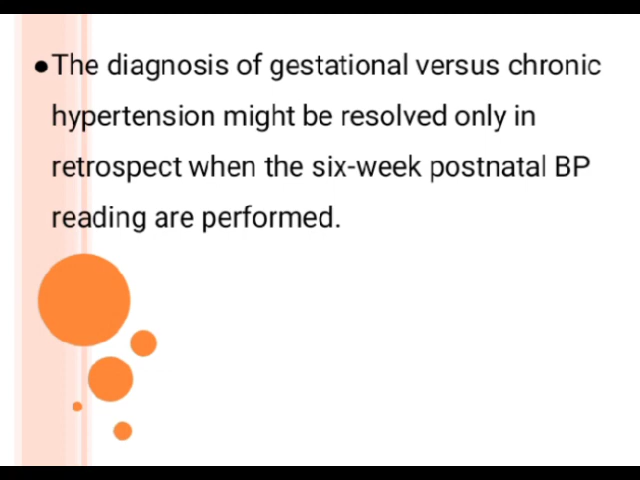 ●The diagnosis of gestational versus chronic
hypertension might be resolved only in
retrospect when the six-week postnatal BP
reading are performed.